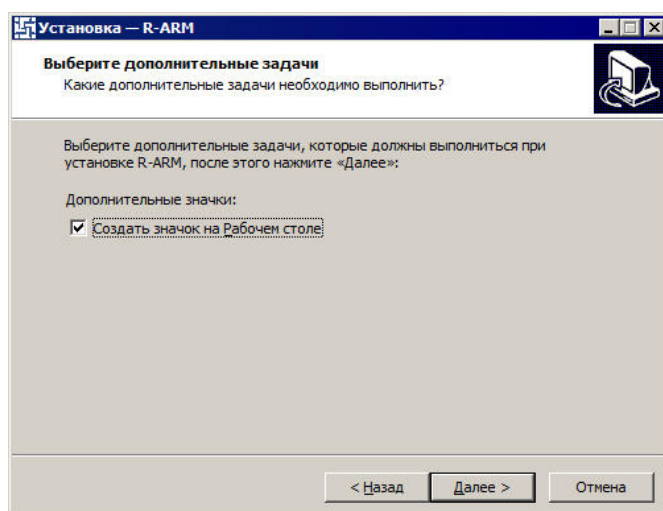 Установка — R-ARM
Выберите дополнительные задачи
Какие дополнительные задачи необходимо выполнить?
Выберите дополнительные задачи, которые должны выполниться при
установке R-ARM, после этого нажмите «Далее»:
Дополнительные значки:
Создать значок на Рабочем столе
< Назад Далее > Отмена